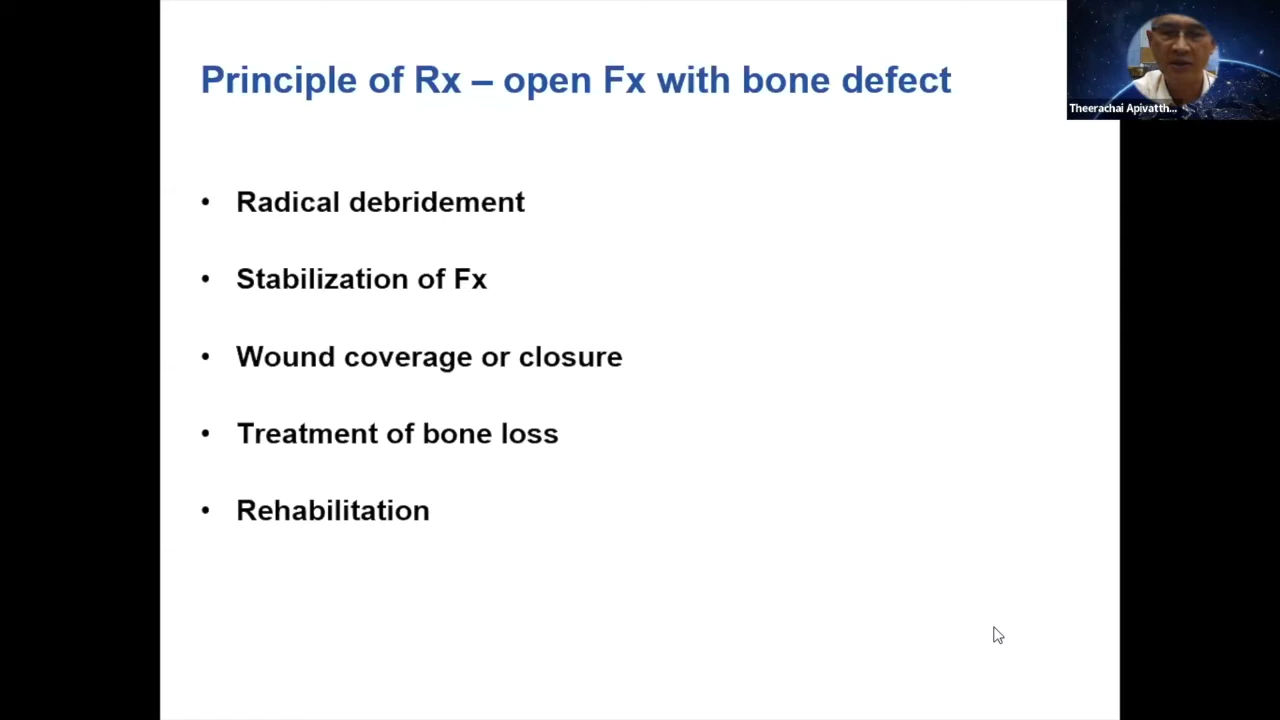 Principle of Rx – open Fx with bone defect
Theerachai Apivatth...
• Radical debridement
• Stabilization of Fx
• Wound coverage or closure
• Treatment of bone loss
• Rehabilitation